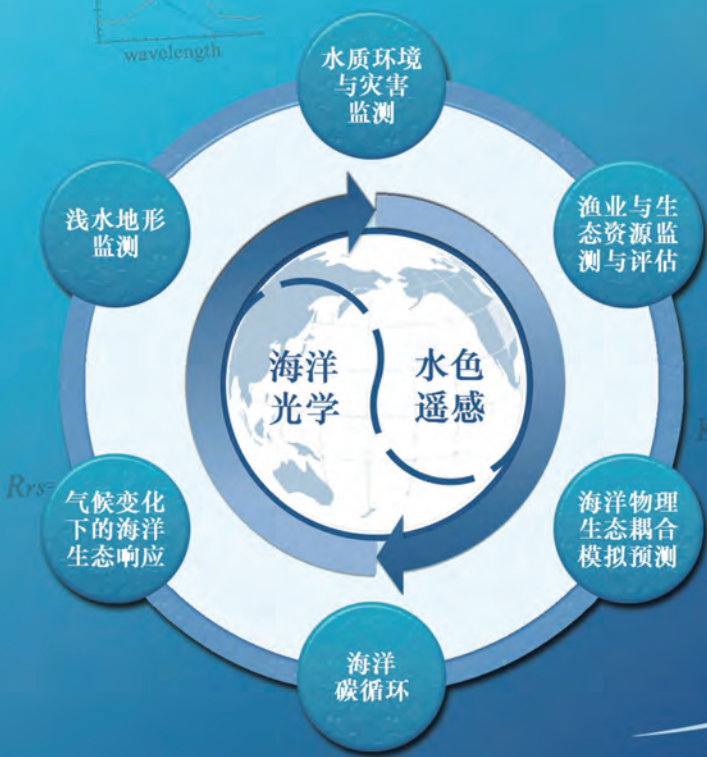 wavelength
水质环境
与灾害
监测
浅水地形
监测
渔业与生
态资源监
测与评估
海洋
光学
水色
遥感
Rrs=
气候变化
下的海洋
生态响应
海洋物理
生态耦合
模拟预测
海洋
碳循环